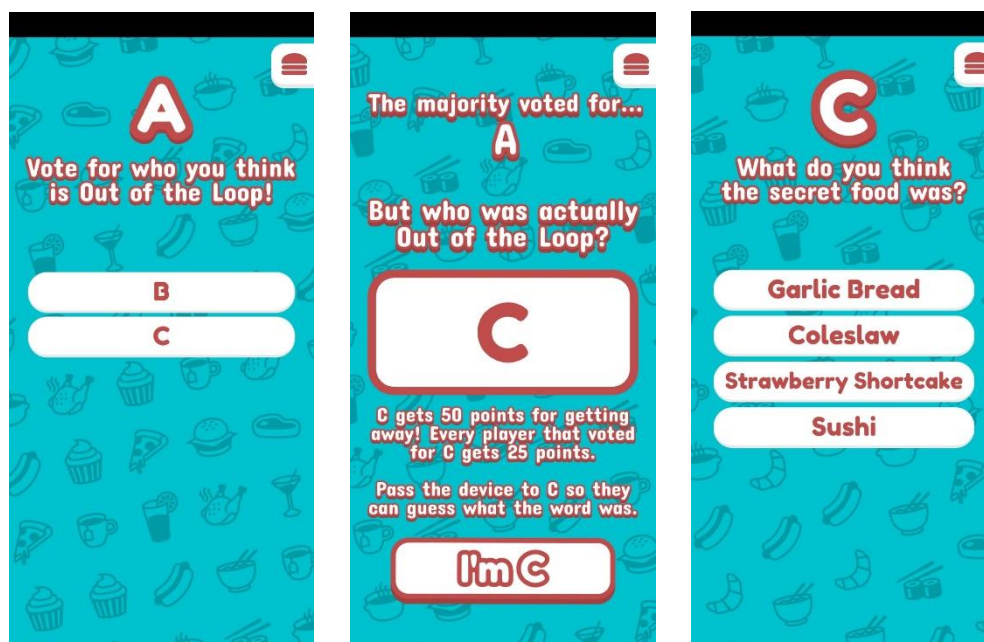 A
Vote for who you think
is Out of the Loop!
B
C
The majority voted for...
A
But who was actually
Out of the Loop?
C
C gets 50 points for getting
away! Every player that voted
for C gets 25 points.
Pass the device to C so they
can guess what the word was.
I'm C
C
What do you think
the secret food was?
Garlic Bread
Coleslaw
Strawberry Shortcake
Sushi